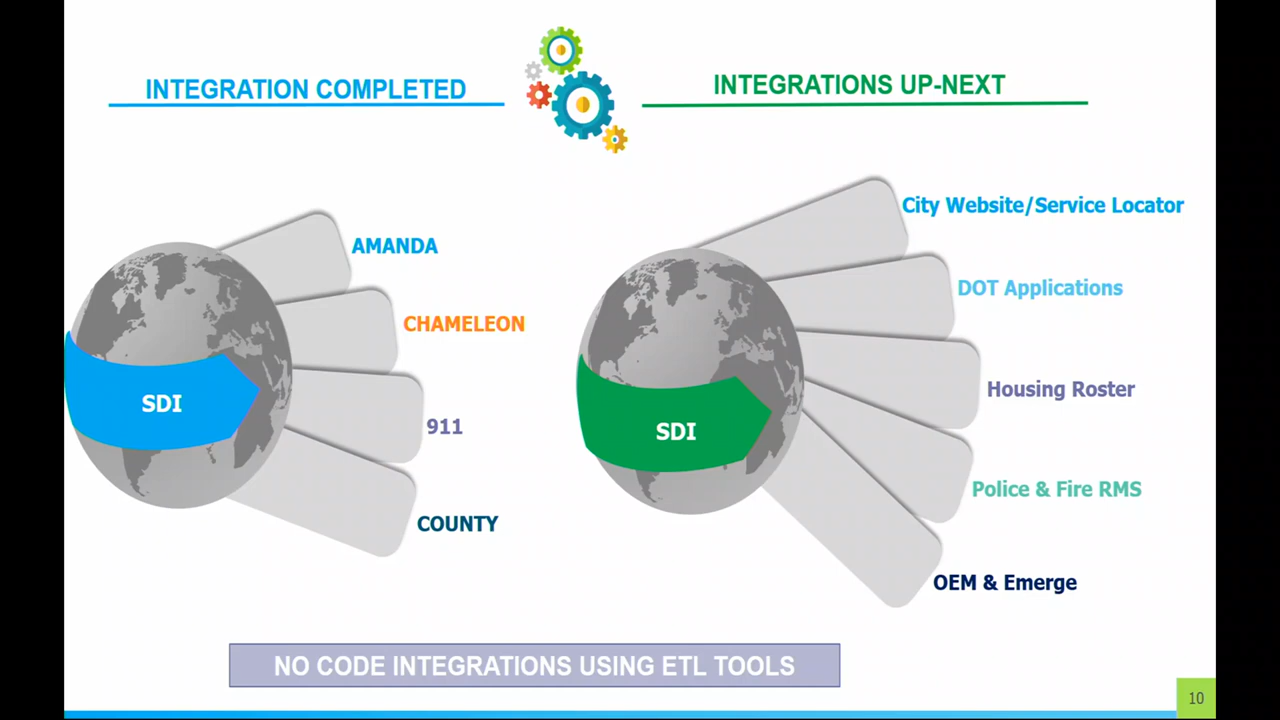 INTEGRATION COMPLETED
INTEGRATIONS UP-NEXT
AMANDA
CHAMELEON
911
COUNTY
SDI
City Website/Service Locator
DOT Applications
Housing Roster
Police & Fire RMS
OEM & Emerge
SDI
NO CODE INTEGRATIONS USING ETL TOOLS
10